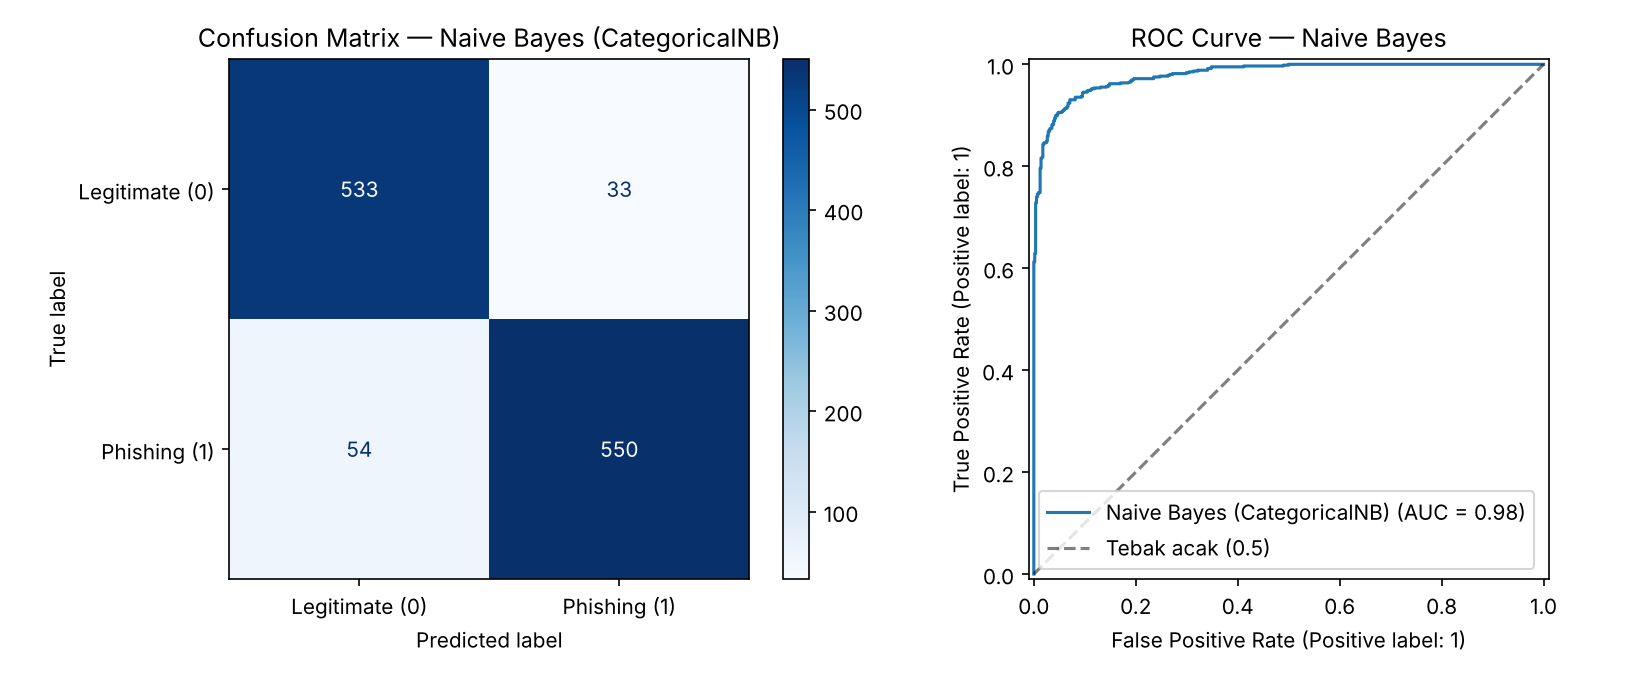 Confusion Matrix — Naive Bayes (CategoricalNB)
Legitimate (0)
533
33
Phishing (1)
54
550
True label
Legitimate (0)
Phishing (1)
Predicted label
500
400
300
200
100
ROC Curve — Naive Bayes
True Positive Rate (Positive label: 1)
1.0
0.8
0.6
0.4
0.2
0.0
Naive Bayes (CategoricalNB) (AUC = 0.98)
Tebak acak (0.5)
0.0
0.2
0.4
0.6
0.8
1.0
False Positive Rate (Positive label: 1)